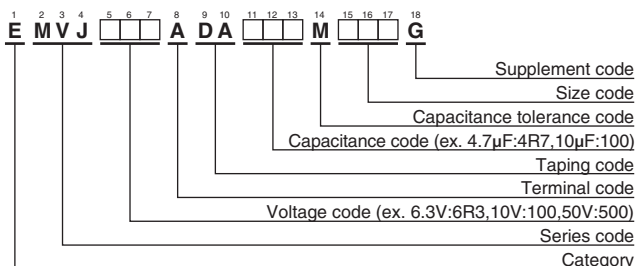 1 2 3 4 5 6 7 8 9 10 11 12 13 14 15 16 17 18
E MVJ □□□ A DA □□□ M □□□ G
Supplement code
Size code
Capacitance tolerance code
Capacitance code (ex. 4.7μF:4R7,10μF:100)
Taping code
Terminal code
Voltage code (ex. 6.3V:6R3,10V:100,50V:500)
Series code
Category